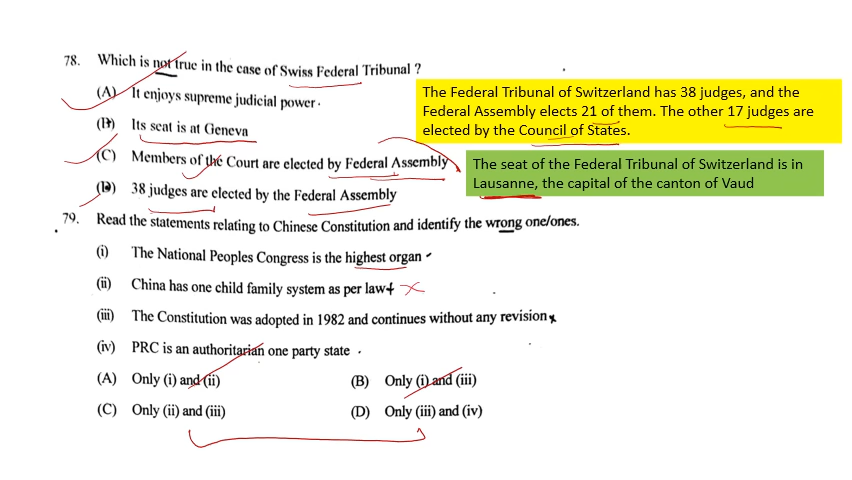 78. Which is not true in the case of Swiss Federal Tribunal ?
(A) It enjoys supreme judicial power.
The Federal Tribunal of Switzerland has 38 judges, and the
Federal Assembly elects 21 of them. The other 17 judges are
elected by the Council of States.
(B) Its seat is at Geneva
(C) Members of the Court are elected by Federal Assembly
The seat of the Federal Tribunal of Switzerland is in
Lausanne, the capital of the canton of Vaud
(D) 38 judges are elected by the Federal Assembly
79. Read the statements relating to Chinese Constitution and identify the wrong one/ones.
(i) The National Peoples Congress is the highest organ
(ii) China has one child family system as per law
(iii) The Constitution was adopted in 1982 and continues without any revision
(iv) PRC is an authoritarian one party state
(A) Only (i) and (ii) (B) Only (i) and (iii)
(C) Only (ii) and (iii) (D) Only (iii) and (iv)